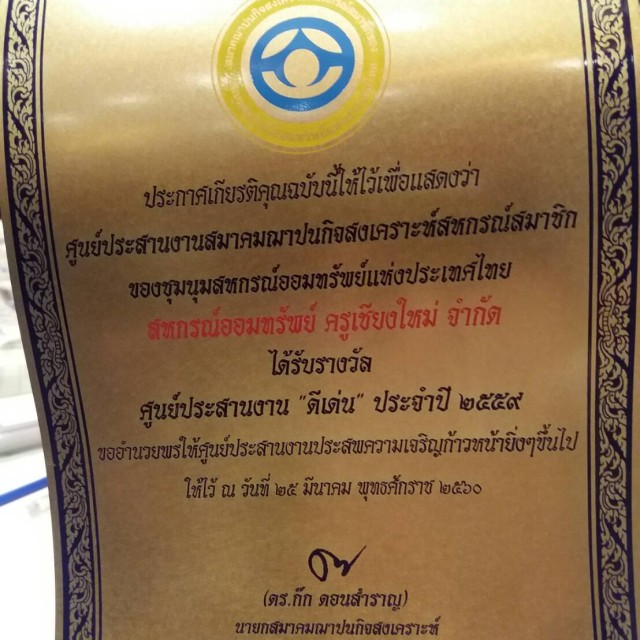 ประกาศเกียรติคุณฉบับนี้ให้ไว้เพื่อแสดงว่า
ศูนย์ประสานงานสมาคมฌาปนกิจสงเคราะห์สหกรณ์สมาชิก
ของชุมนุมสหกรณ์ออมทรัพย์แห่งประเทศไทย
สหกรณ์ออมทรัพย์ ครูเชียงใหม่ จำกัด
ได้รับรางวัล
ศูนย์ประสานงาน "ดีเด่น" ประจำปี ๒๕๕๙
ขออำนวยพรให้ศูนย์ประสานงานประสพความเจริญก้าวหน้ายิ่งๆขึ้นไป
ให้ไว้ ณ วันที่ ๒๕ มีนาคม พุทธศักราช ๒๕๖๐
(ดร.ก๊ก ดอนสำราญ)
นายกสมาคมฌาปนกิจสงเคราะห์